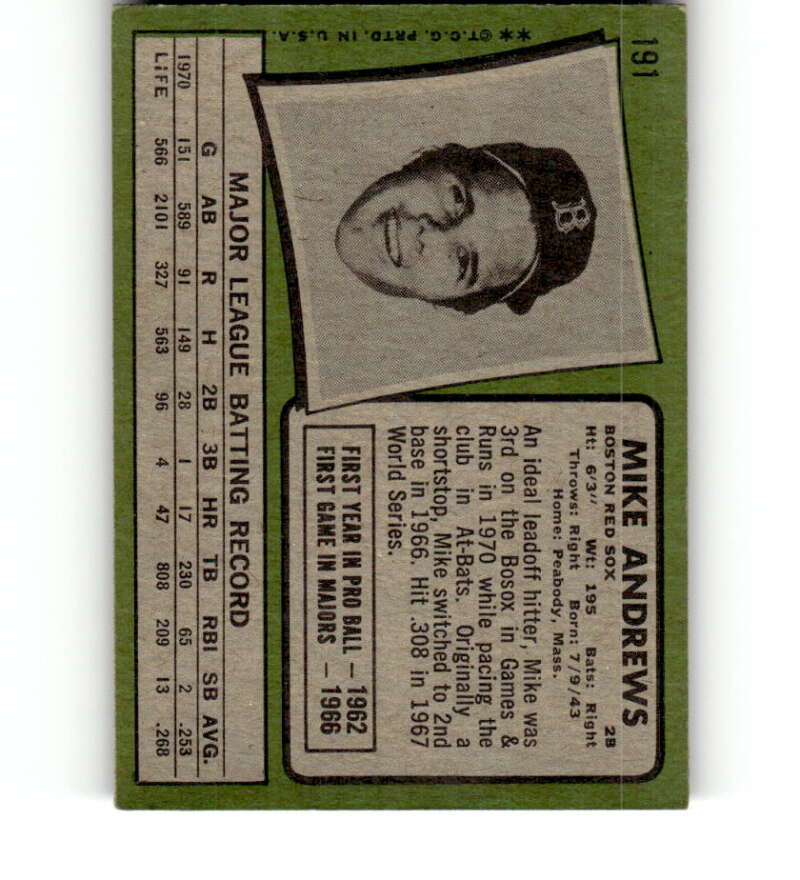 191
**©T.C.G. PRTD. IN U.S.A.
B
MIKE ANDREWS
BOSTON RED SOX 2B
Ht: 6'3" Wt: 195 Bats: Right
Throws: Right Born: 7/9/43
Home: Peabody, Mass.
An ideal leadoff hitter, Mike was
3rd on the Bosox in Games &
Runs in 1970 while pacing the
club in At-Bats. Originally a
shortstop, Mike switched to 2nd
base in 1966. Hit .308 in 1967
World Series.
FIRST YEAR IN PRO BALL — 1962
FIRST GAME IN MAJORS — 1966
MAJOR LEAGUE BATTING RECORD
G AB R H 2B 3B HR TB RBI SB AVG.
1970 151 589 91 149 28 1 17 230 65 2 .253
LIFE 566 2101 327 563 96 4 47 808 209 13 .268